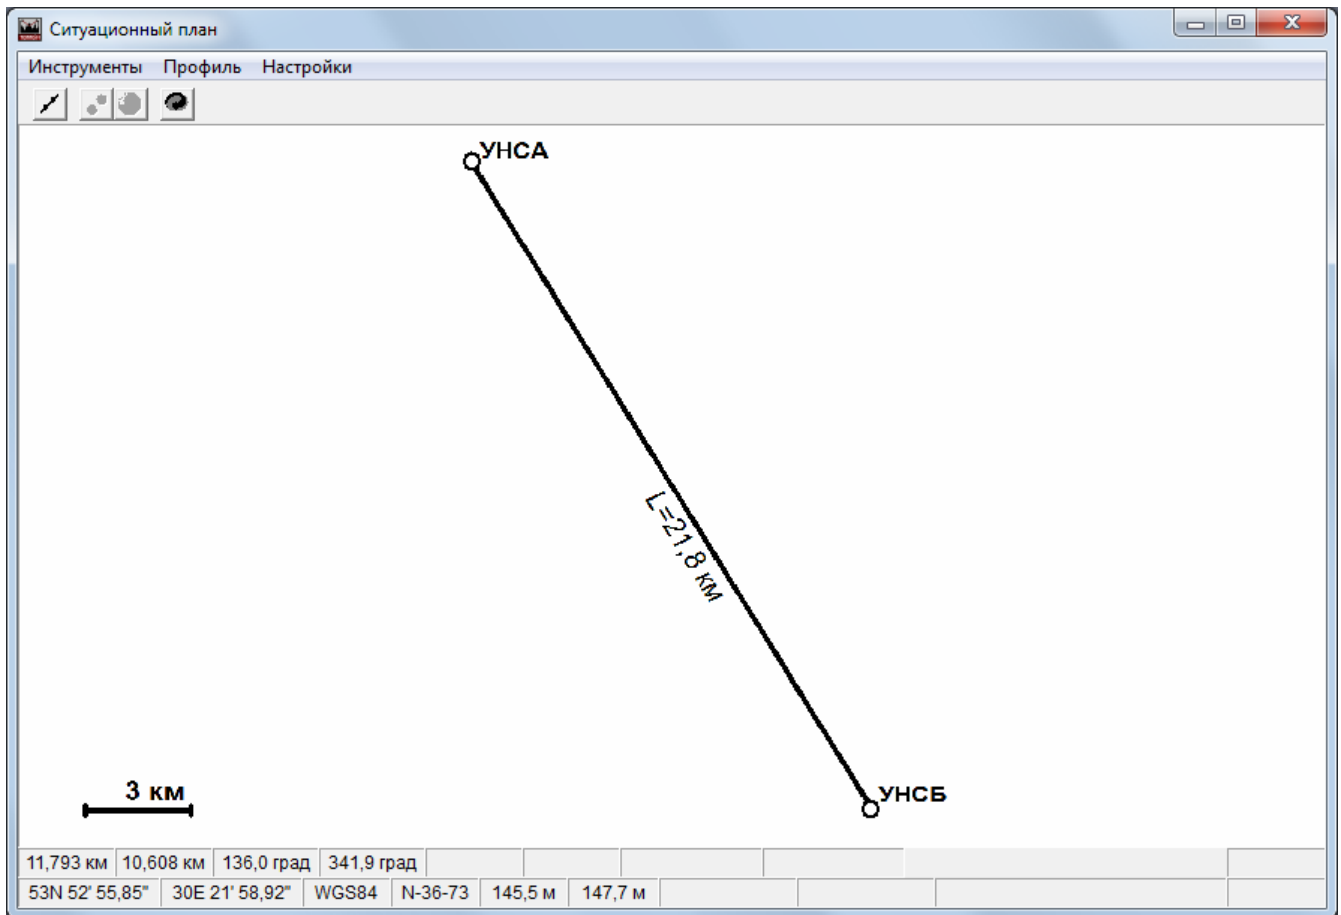 Ситуационный план
Инструменты Профиль Настройки
УНСА
L=21,8 км
УНСБ
3 км
11,793 км 10,608 км 136,0 град 341,9 град
53N 52' 55,85" 30E 21' 58,92" WGS84 N-36-73 145,5 м 147,7 м